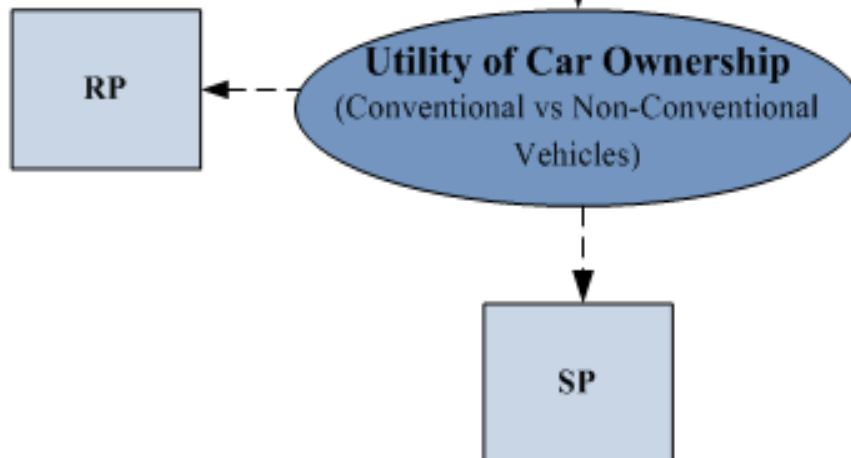 Utility of Car Ownership
RP
(Conventional vs Non-Conventional
Vehicles)
SP